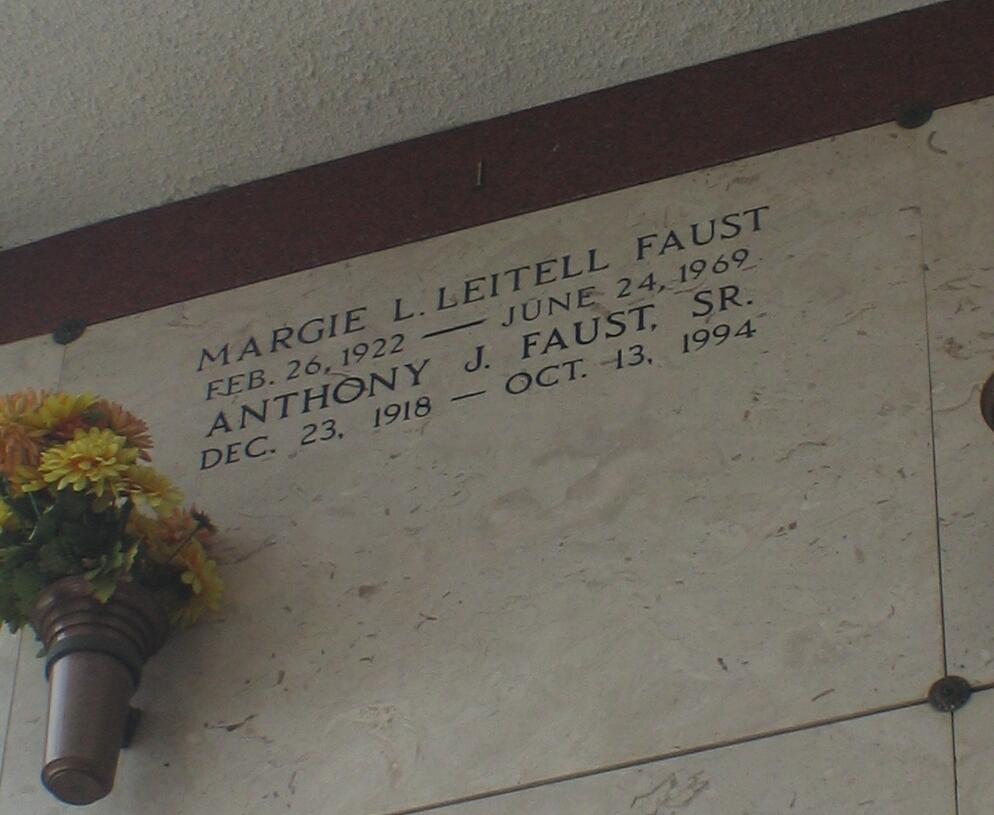 MARGIE L. LEITELL FAUST
FEB. 26, 1922 — JUNE 24, 1969
ANTHONY J. FAUST, SR.
DEC. 23, 1918 — OCT. 13, 1994